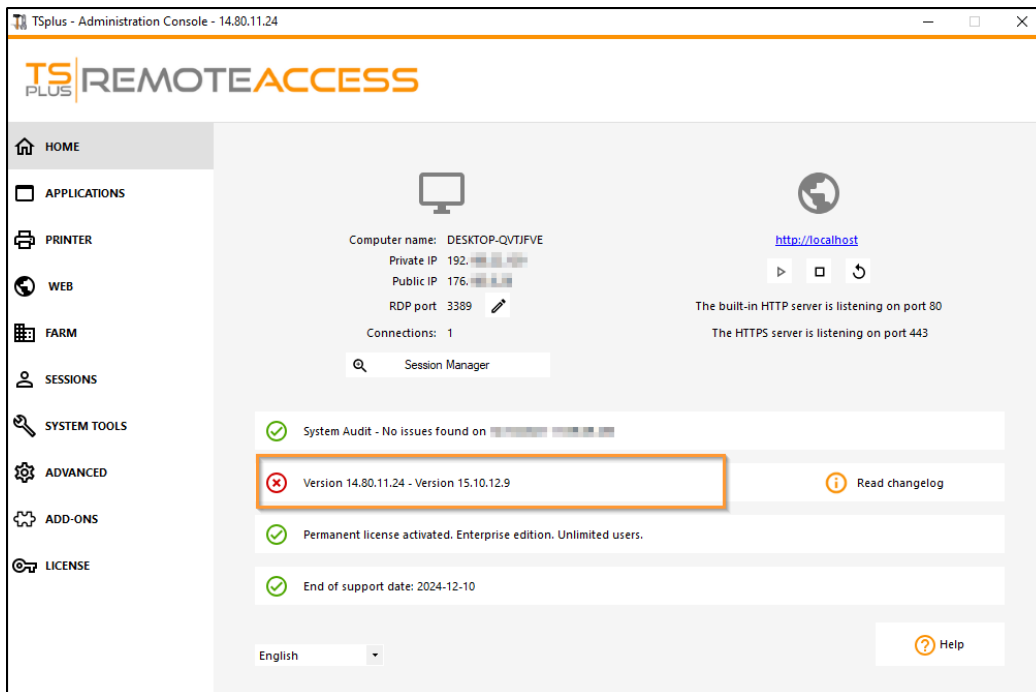 TSplus - Administration Console - 14.80.11.24
TS PLUS REMOTE ACCESS
HOME
APPLICATIONS
PRINTER
WEB
FARM
SESSIONS
SYSTEM TOOLS
ADVANCED
ADD-ONS
LICENSE
Computer name: DESKTOP-QVTJFVE
Private IP 192.
Public IP 176.
RDP port 3389
Connections: 1
Session Manager
http://localhost
The built-in HTTP server is listening on port 80
The HTTPS server is listening on port 443
System Audit - No issues found on
Version 14.80.11.24 - Version 15.10.12.9
Read changelog
Permanent license activated. Enterprise edition. Unlimited users.
End of support date: 2024-12-10
English
Help